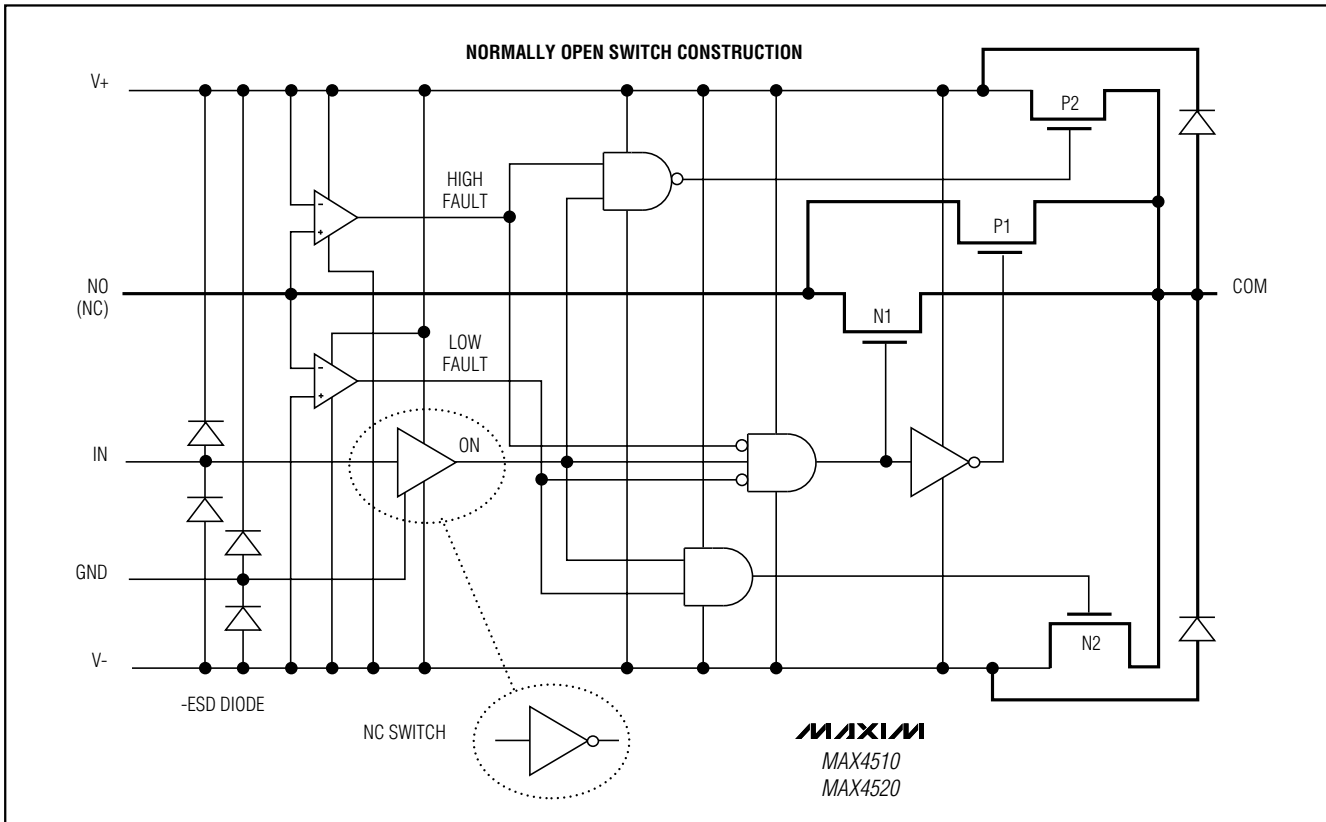 NORMALLY OPEN SWITCH CONSTRUCTION
V+
P2
HIGH
FAULT
-
+
P1
NO
(NC)
COM
N1
LOW
FAULT
-
+
IN
ON
GND
N2
V-
-ESD DIODE
NC SWITCH
MAXIM
MAX4510
MAX4520